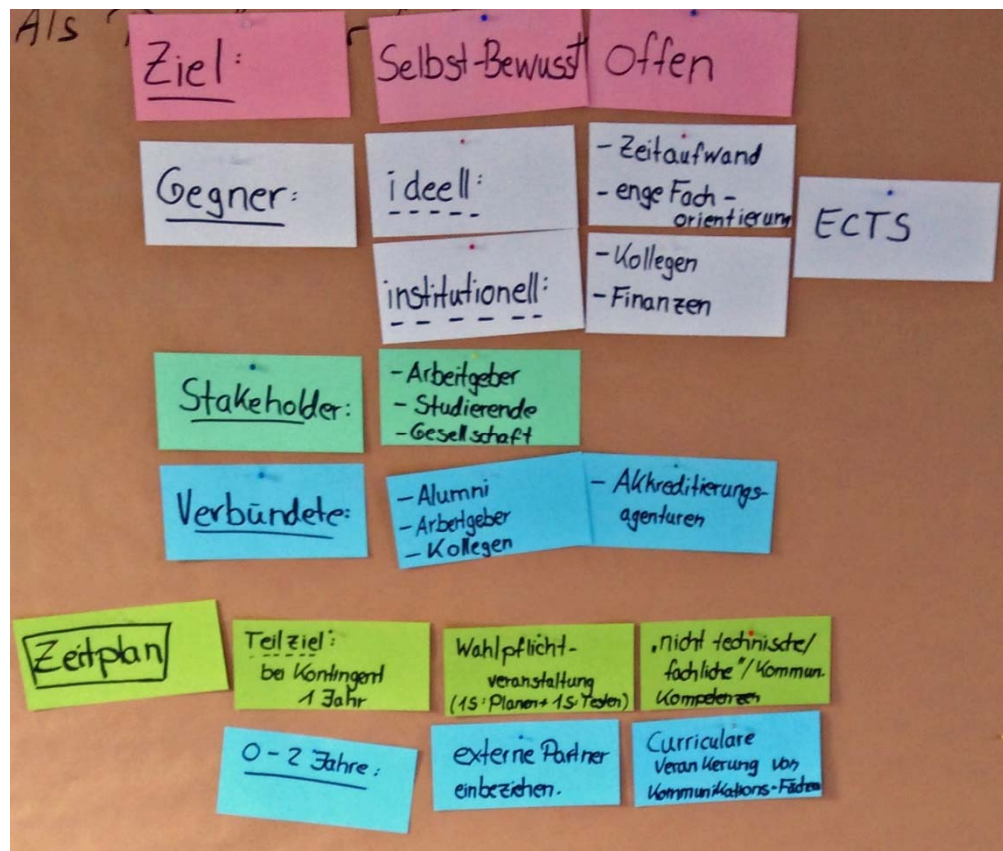 Als
Ziel:
Selbst-Bewusst
Offen
Gegner:
ideell:
- Zeitaufwand
- enge Fach-
orientierung
ECTS
institutionell:
- Kollegen
- Finanzen
Stakeholder:
- Arbeitgeber
- Studierende
- Gesellschaft
Verbündete:
- Alumni
- Arbeitgeber
- Kollegen
- Akkreditierungs-
agenturen
Zeitplan
Teilziel:
bei Kontingent
1 Jahr
Wahlpflicht-
veranstaltung
(1S: Planen + 1S: Testen)
„nicht technische/
fachliche"/Kommun.
Kompetenzen
0-2 Jahre:
externe Partner
einbeziehen.
Curriculare
Verankerung von
Kommunikations-Fächern